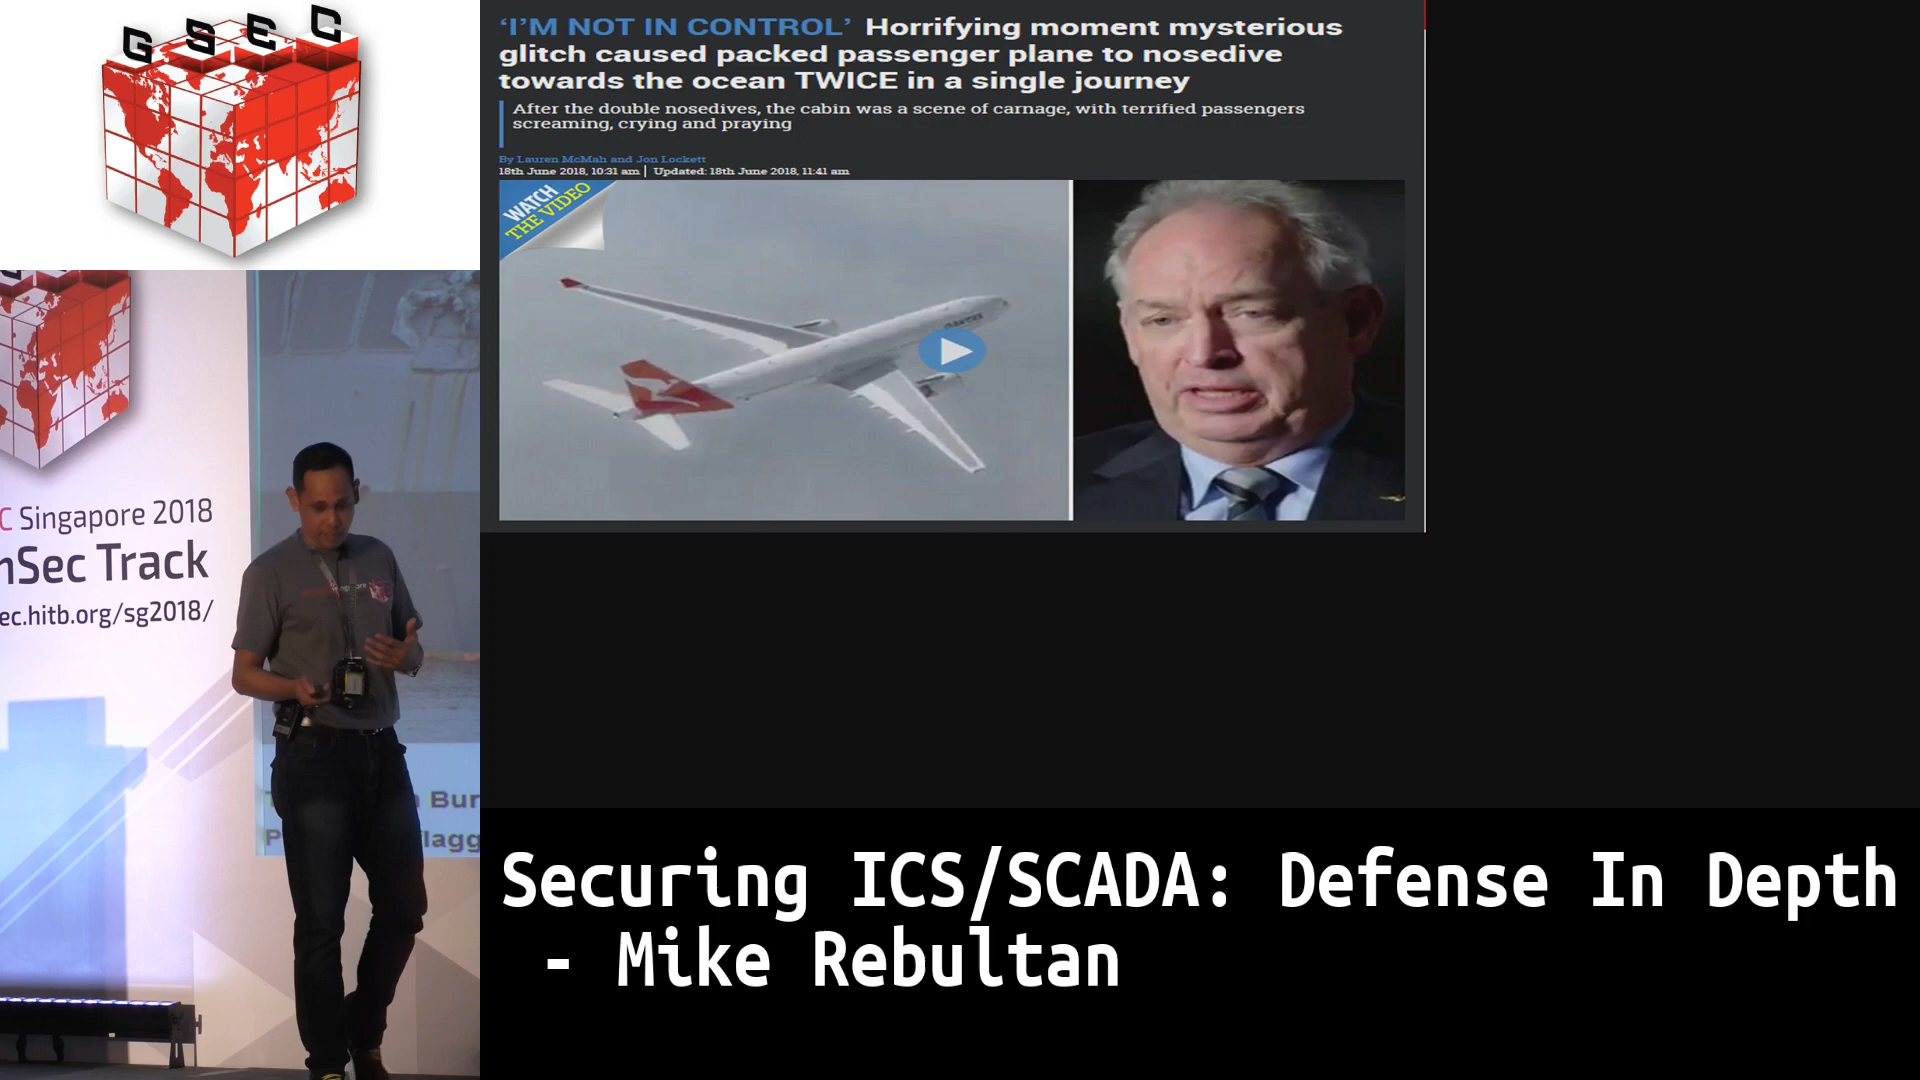 G S E C
'I'M NOT IN CONTROL' Horrifying moment mysterious
glitch caused packed passenger plane to nosedive
towards the ocean TWICE in a single journey
After the double nosedives, the cabin was a scene of carnage, with terrified passengers
screaming, crying and praying
By Lauren McMah and Jon Lockett
18th June 2018, 10:31 am | Updated: 18th June 2018, 11:41 am
WATCH
THE VIDEO
C Singapore 2018
Sec Track
ec.hitb.org/sg2018/
Bur
lagg
Securing ICS/SCADA: Defense In Depth
- Mike Rebultan